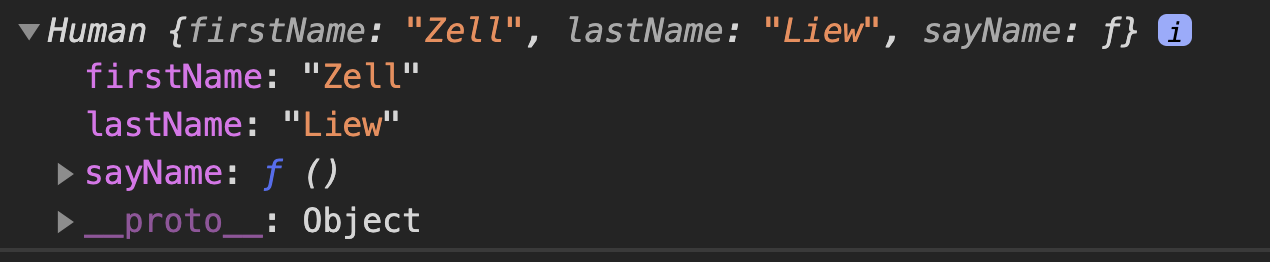 ▼Human {firstName: "Zell", lastName: "Liew", sayName: ƒ} i
firstName: "Zell"
lastName: "Liew"
▶ sayName: ƒ ()
▶ __proto__: Object